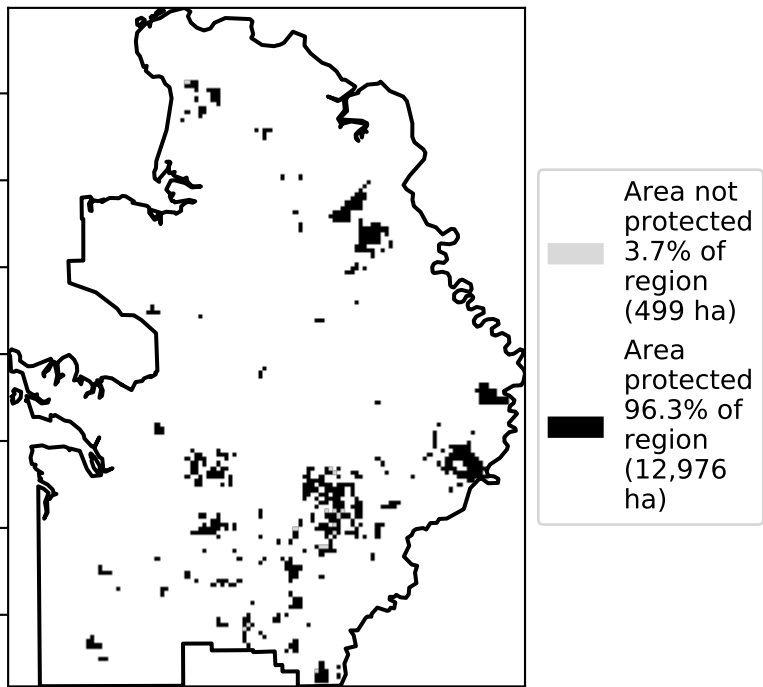 Area not
protected
3.7% of
region
(499 ha)
Area
protected
96.3% of
region
(12,976
ha)